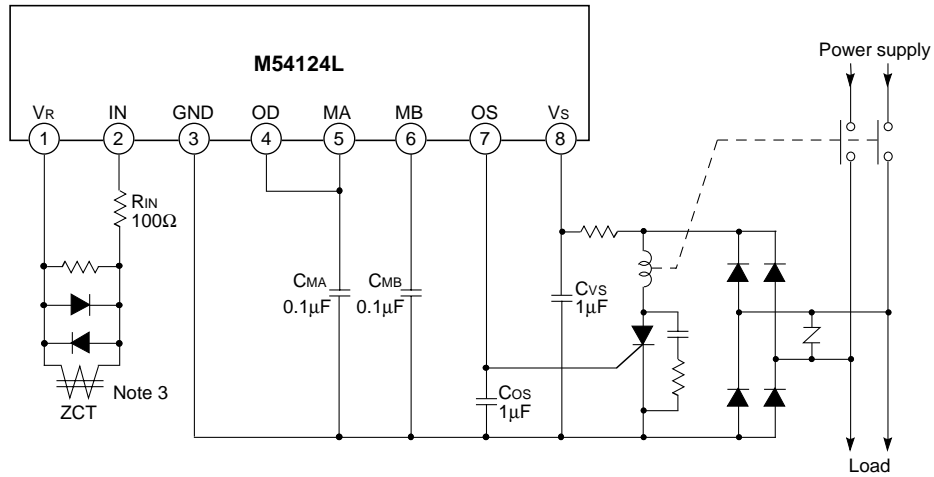 M54124L
Power supply
VR
IN
GND
OD
MA
MB
OS
VS
1
2
3
4
5
6
7
8
RIN
100Ω
CMA
0.1µF
CMB
0.1µF
CVS
1µF
COS
1µF
Note 3
ZCT
Load